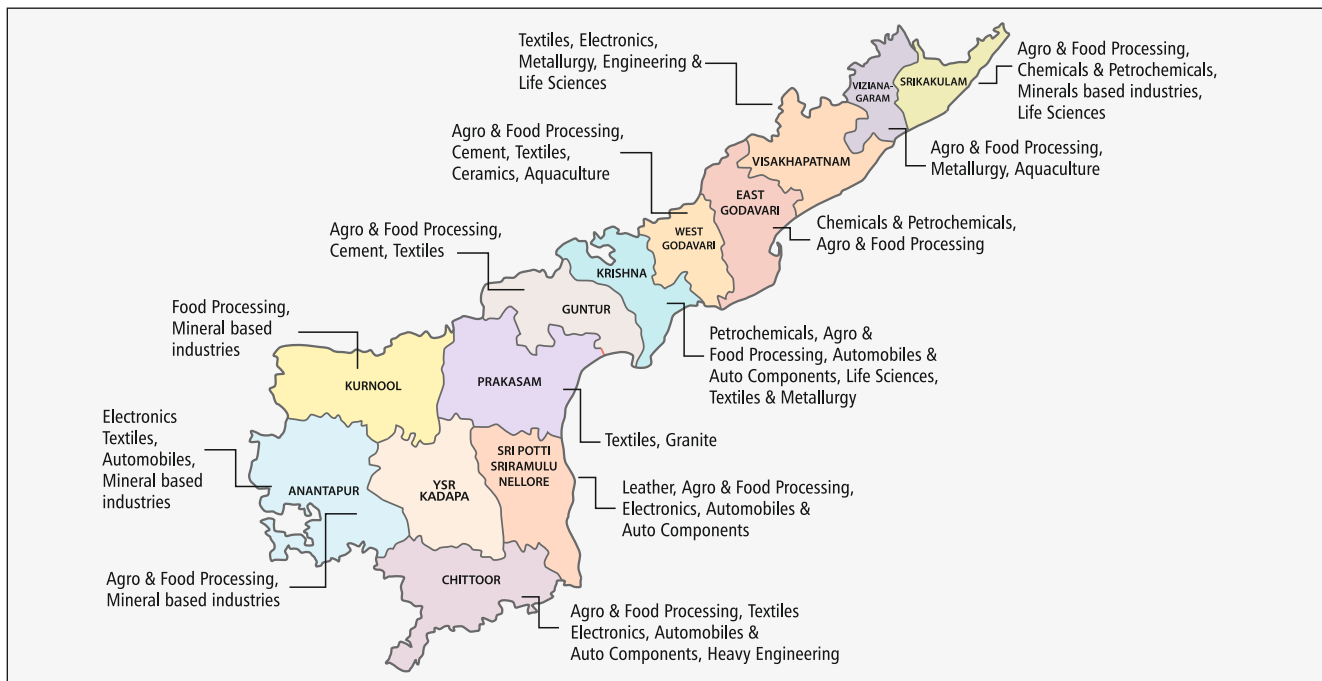 Textiles, Electronics,
Metallurgy, Engineering &
Life Sciences
Agro & Food Processing,
Chemicals & Petrochemicals,
Minerals based industries,
Life Sciences
VIZIANA-
GARAM
SRIKAKULAM
Agro & Food Processing,
Cement, Textiles,
Ceramics, Aquaculture
VISAKHAPATNAM
Agro & Food Processing,
Metallurgy, Aquaculture
EAST
GODAVARI
Chemicals & Petrochemicals,
Agro & Food Processing
WEST
GODAVARI
Agro & Food Processing,
Cement, Textiles
KRISHNA
GUNTUR
Food Processing,
Mineral based
industries
Petrochemicals, Agro &
Food Processing, Automobiles &
Auto Components, Life Sciences,
Textiles & Metallurgy
KURNOOL
PRAKASAM
Textiles, Granite
Electronics
Textiles,
Automobiles,
Mineral based
industries
ANANTAPUR
YSR
KADAPA
SRI POTTI
SRIRAMULU
NELLORE
Leather, Agro & Food Processing,
Electronics, Automobiles &
Auto Components
Agro & Food Processing,
Mineral based industries
CHITTOOR
Agro & Food Processing, Textiles
Electronics, Automobiles &
Auto Components, Heavy Engineering